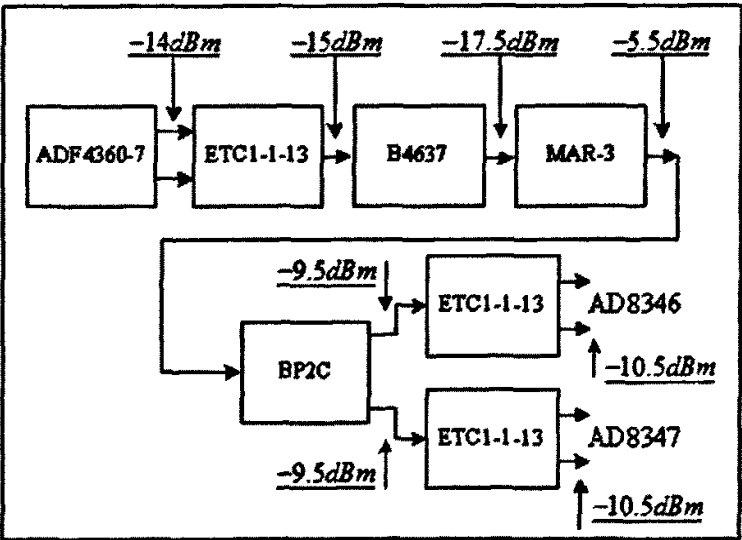 −14dBm −15dBm −17.5dBm −5.5dBm
ADF4360-7 ETC1-1-13 B4637 MAR-3
−9.5dBm
ETC1-1-13 AD8346
BP2C
−10.5dBm
ETC1-1-13 AD8347
−9.5dBm
−10.5dBm